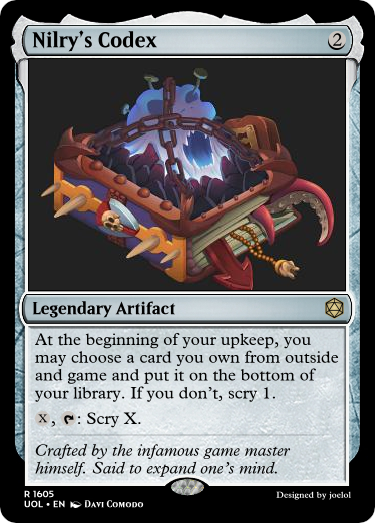 Nilry's Codex 2
Legendary Artifact
At the beginning of your upkeep, you
may choose a card you own from outside
and game and put it on the bottom of
your library. If you don't, scry 1.
X, : Scry X.
Crafted by the infamous game master
himself. Said to expand one's mind.
R 1605
UOL • EN Davi Comodo
Designed by joelol